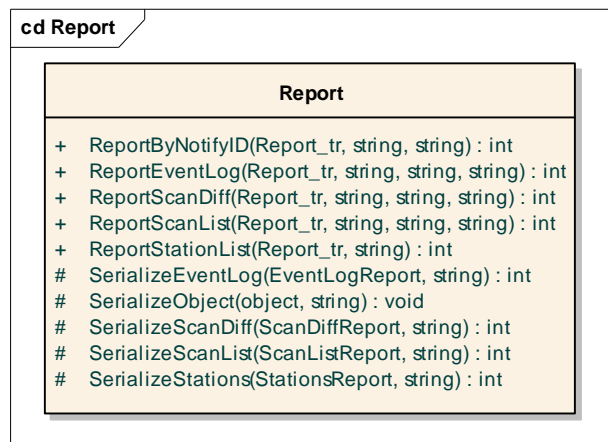 cd Report
Report
+ ReportByNotifyID(Report_tr, string, string) : int
+ ReportEventLog(Report_tr, string, string, string) : int
+ ReportScanDiff(Report_tr, string, string, string) : int
+ ReportScanList(Report_tr, string, string, string) : int
+ ReportStationList(Report_tr, string) : int
# SerializeEventLog(EventLogReport, string) : int
# SerializeObject(object, string) : void
# SerializeScanDiff(ScanDiffReport, string) : int
# SerializeScanList(ScanListReport, string) : int
# SerializeStations(StationsReport, string) : int